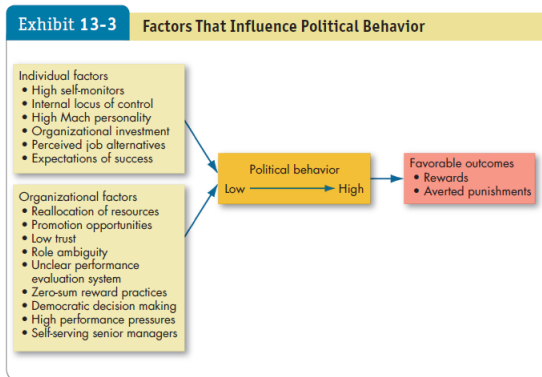 Exhibit 13-3 Factors That Influence Political Behavior
Individual factors
• High self-monitors
• Internal locus of control
• High Mach personality
• Organizational investment
• Perceived job alternatives
• Expectations of success
Organizational factors
• Reallocation of resources
• Promotion opportunities
• Low trust
• Role ambiguity
• Unclear performance
evaluation system
• Zero-sum reward practices
• Democratic decision making
• High performance pressures
• Self-serving senior managers
Political behavior
Low High
Favorable outcomes
• Rewards
• Averted punishments